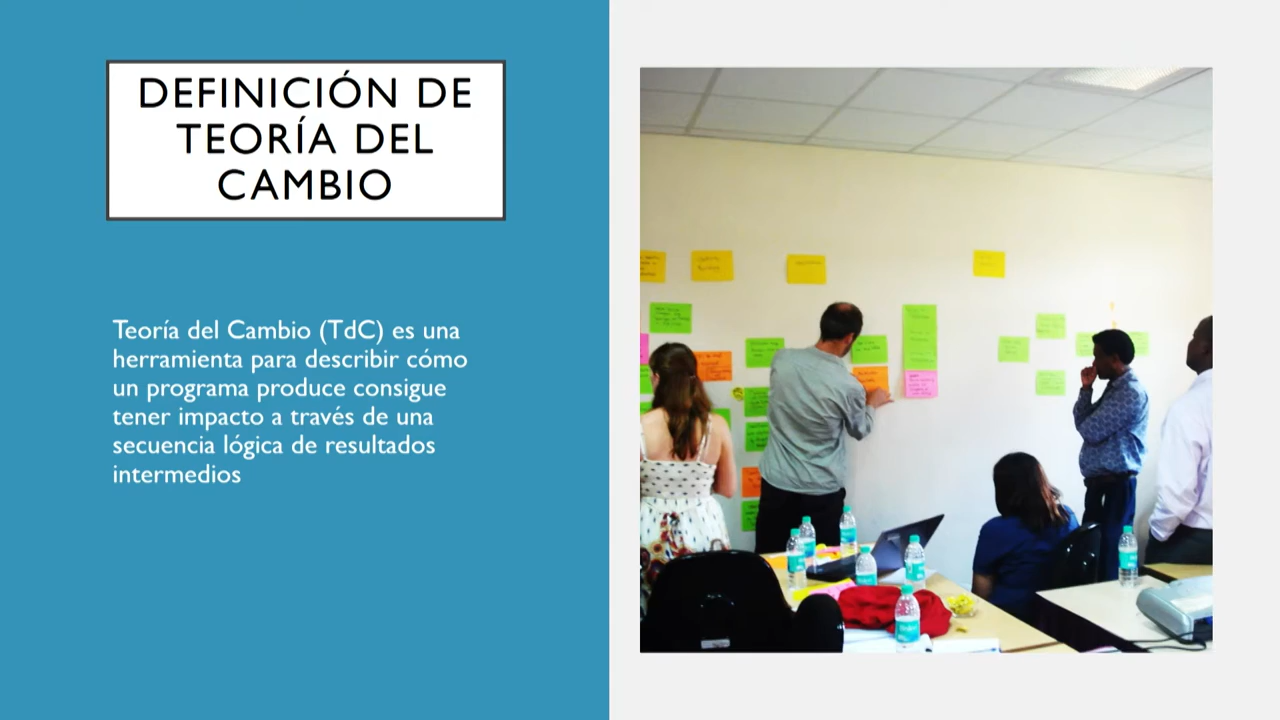 DEFINICIÓN DE
TEORÍA DEL
CAMBIO
Teoría del Cambio (TdC) es una
herramienta para describir cómo
un programa produce consigue
tener impacto a través de una
secuencia lógica de resultados
intermedios